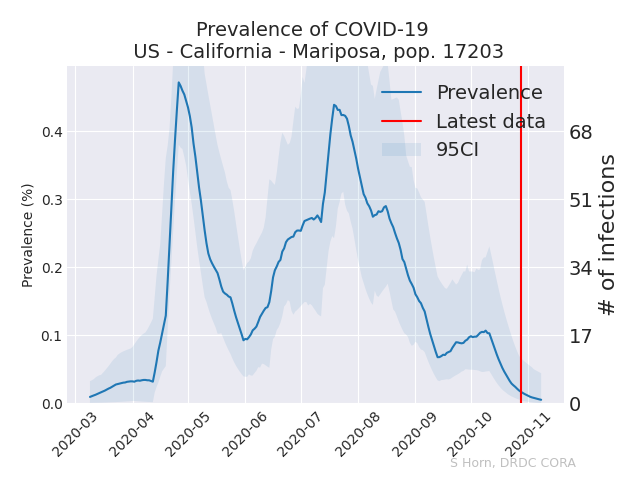 Prevalence of COVID-19
US - California - Mariposa, pop. 17203
Prevalence
Latest data
95CI
Prevalence (%)
0.4
0.3
0.2
0.1
0.0
# of infections
68
51
34
17
0
2020-03
2020-04
2020-05
2020-06
2020-07
2020-08
2020-09
2020-10
2020-11
S Horn, DRDC CORA